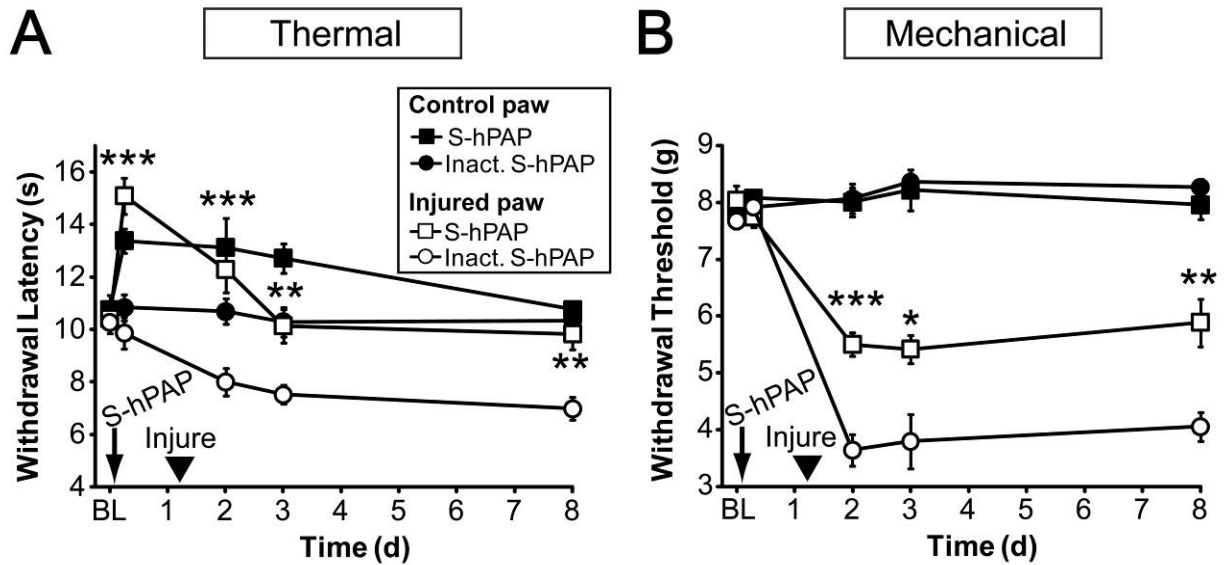 A
Thermal
Control paw
S-hPAP
Inact. S-hPAP
Injured paw
S-hPAP
Inact. S-hPAP
Withdrawal Latency (s)
16
14
12
10
8
6
4
***
***
**
**
S-hPAP
Injure
BL 1 2 3 4 5 6 7 8
Time (d)
B
Mechanical
Withdrawal Threshold (g)
9
8
7
6
5
4
3
***
*
**
S-hPAP
Injure
BL 1 2 3 4 5 6 7 8
Time (d)